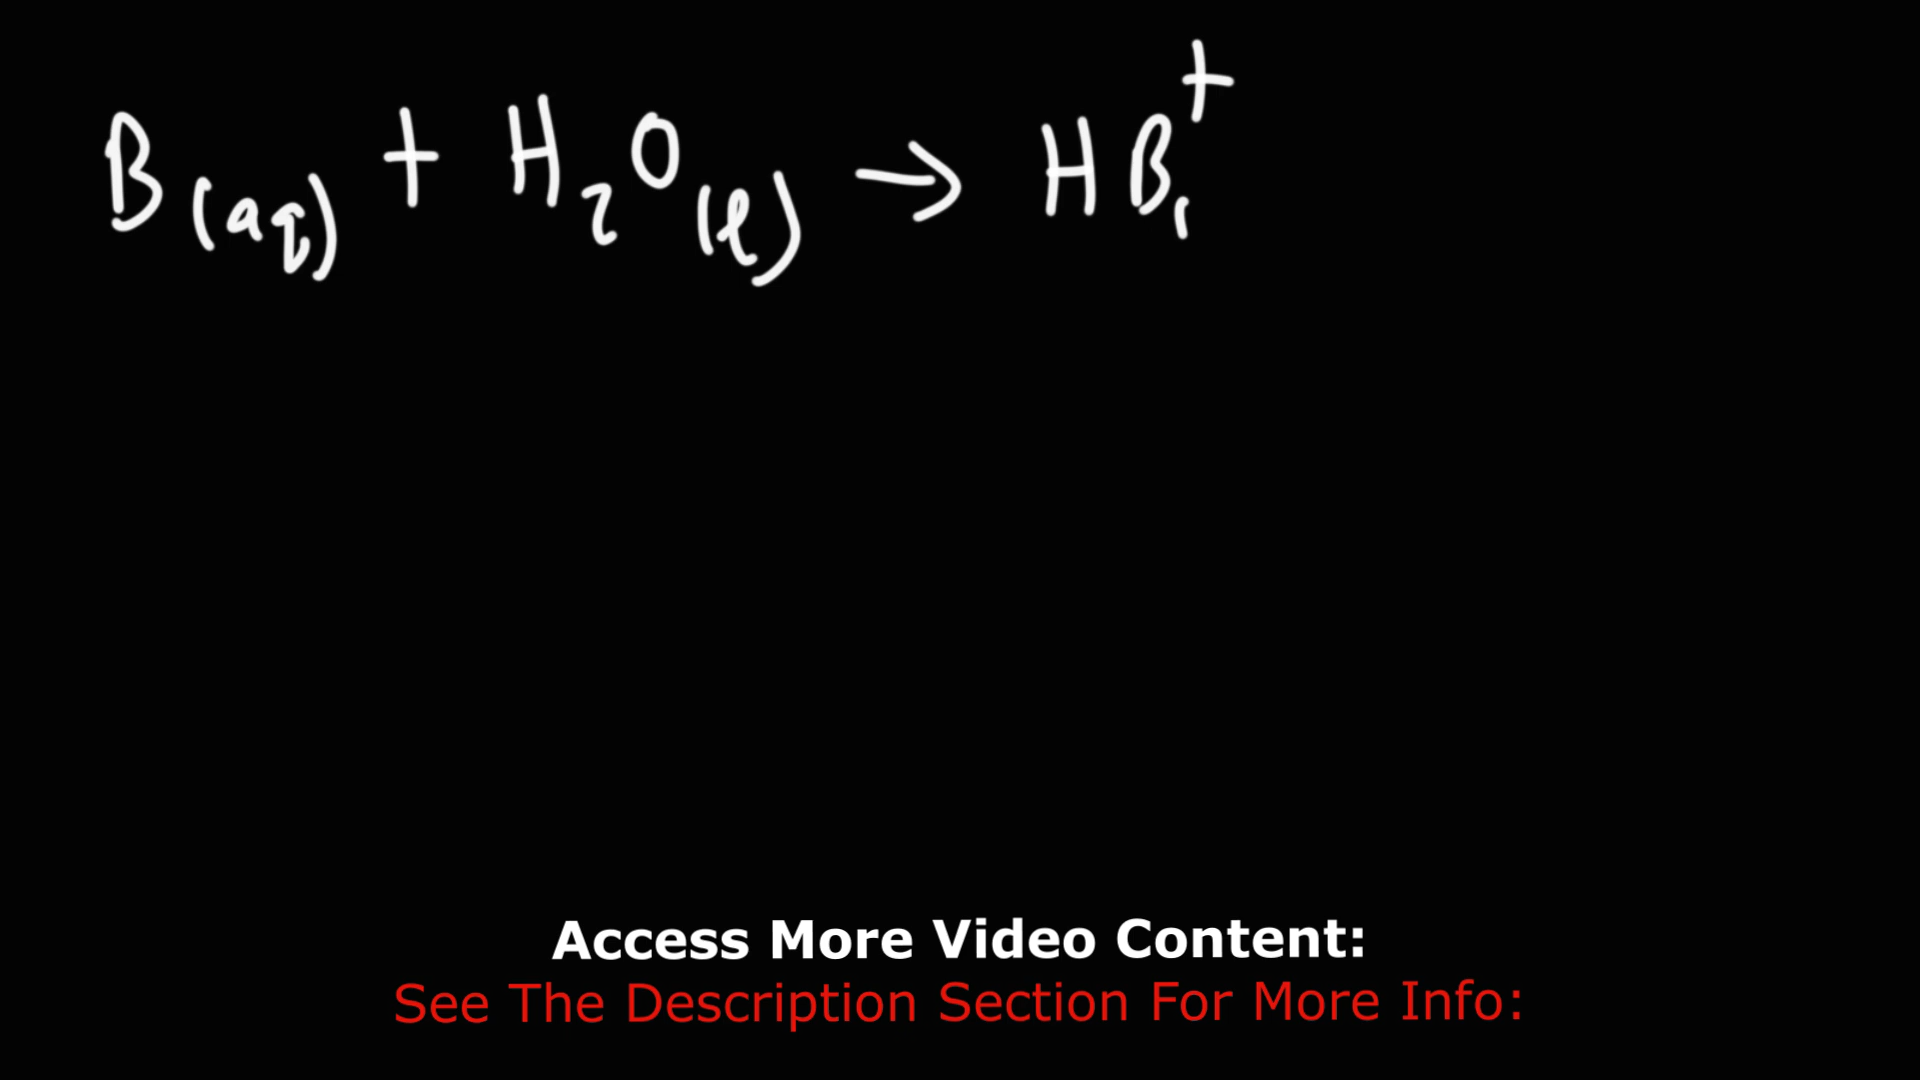 B(aq) + H₂O(ℓ) → HB⁺(
Access More Video Content:
See The Description Section For More Info: